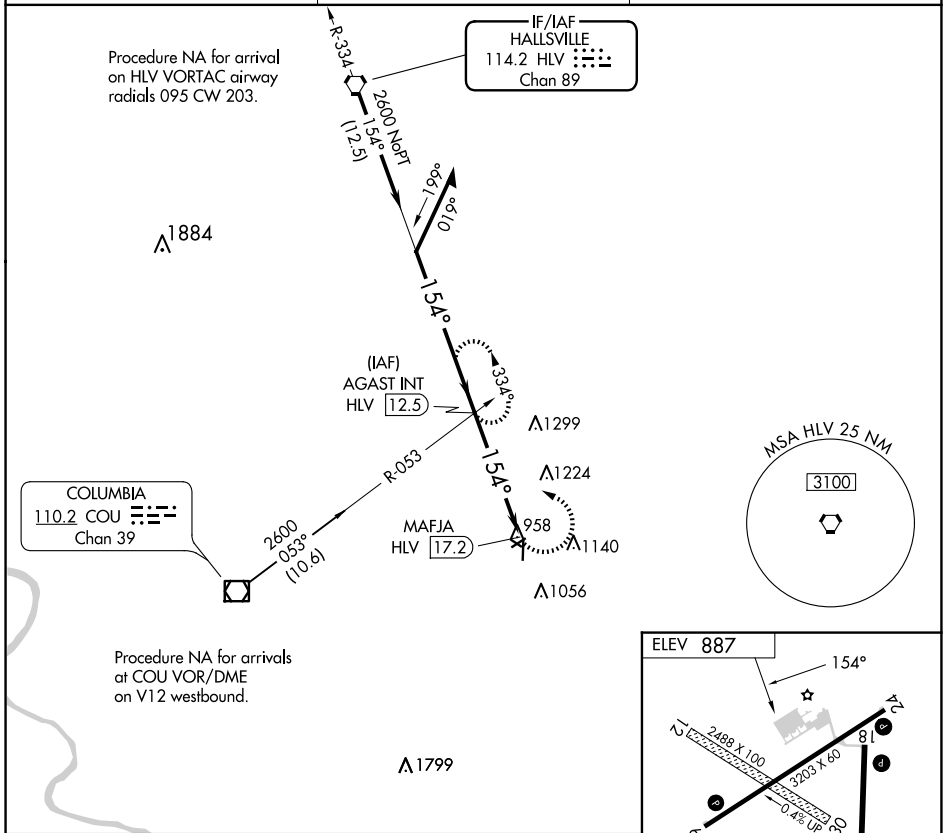 Procedure NA for arrival
on HLV VORTAC airway
radials 095 CW 203.
R-334
IF/IAF
HALLSVILLE
114.2 HLV
Chan 89
2600 NoPT
154°
(12.5)
199°
019°
1884
154°
(IAF)
AGAST INT
HLV 12.5
334°
1299
MSA HLV 25 NM
3100
R-053
154°
1224
COLUMBIA
110.2 COU
Chan 39
2600
053°
(10.6)
MAFJA
HLV 17.2
958
1140
1056
Procedure NA for arrivals
at COU VOR/DME
on V12 westbound.
1799
ELEV 887
154°
12
2488 X 100
24
18
P
P
3203 X 60
P
0.4% UP
30